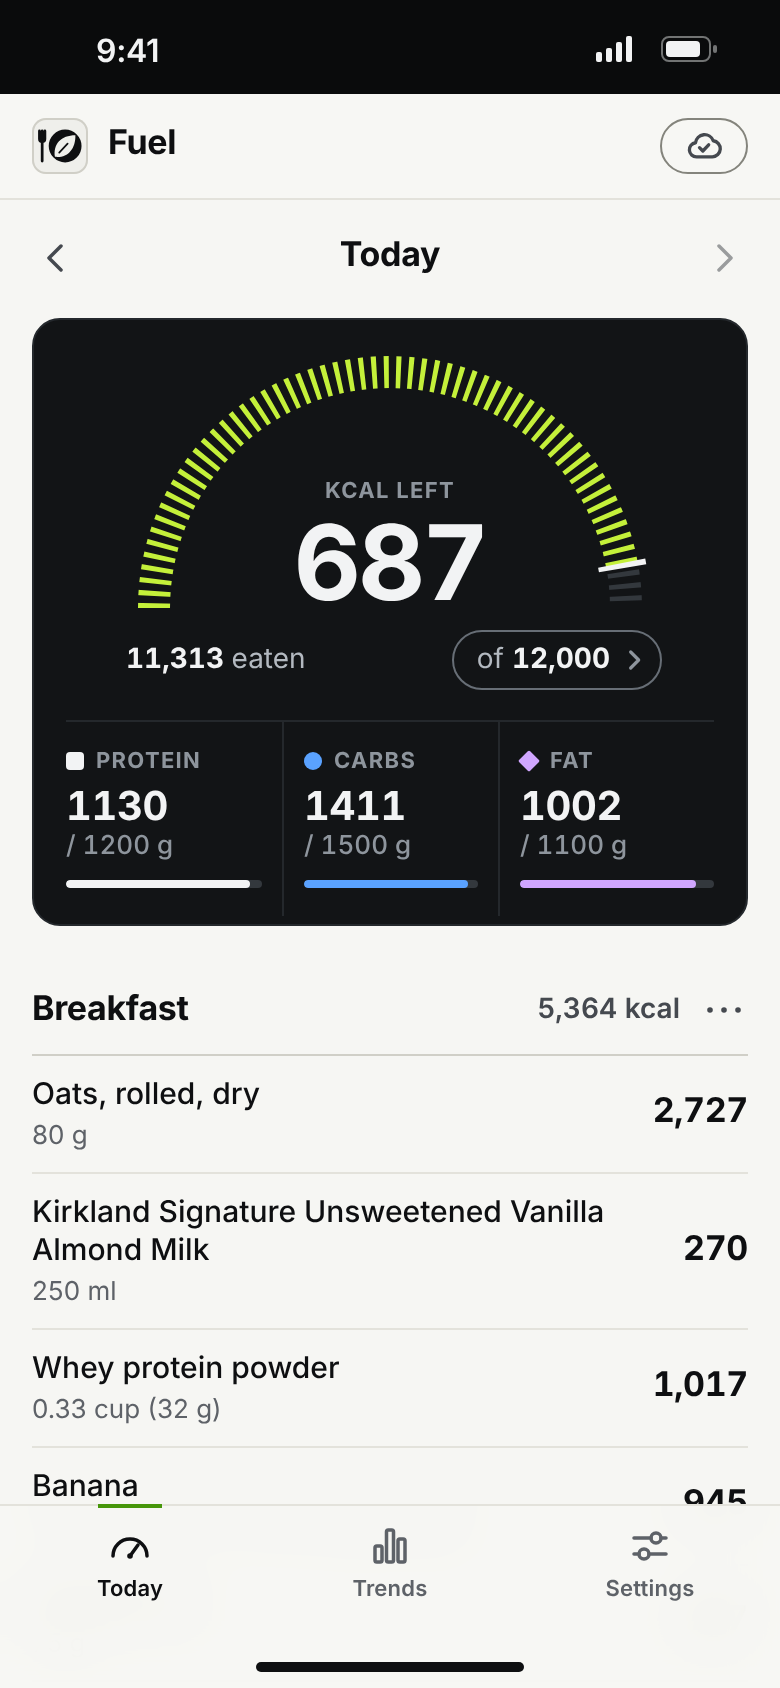 9:41
Fuel
Today
KCAL LEFT
687
11,313 eaten
of 12,000
PROTEIN
1130
/ 1200 g
CARBS
1411
/ 1500 g
FAT
1002
/ 1100 g
Breakfast
5,364 kcal
Oats, rolled, dry
80 g
2,727
Kirkland Signature Unsweetened Vanilla
Almond Milk
250 ml
270
Whey protein powder
0.33 cup (32 g)
1,017
Banana
945
Today
Trends
Settings